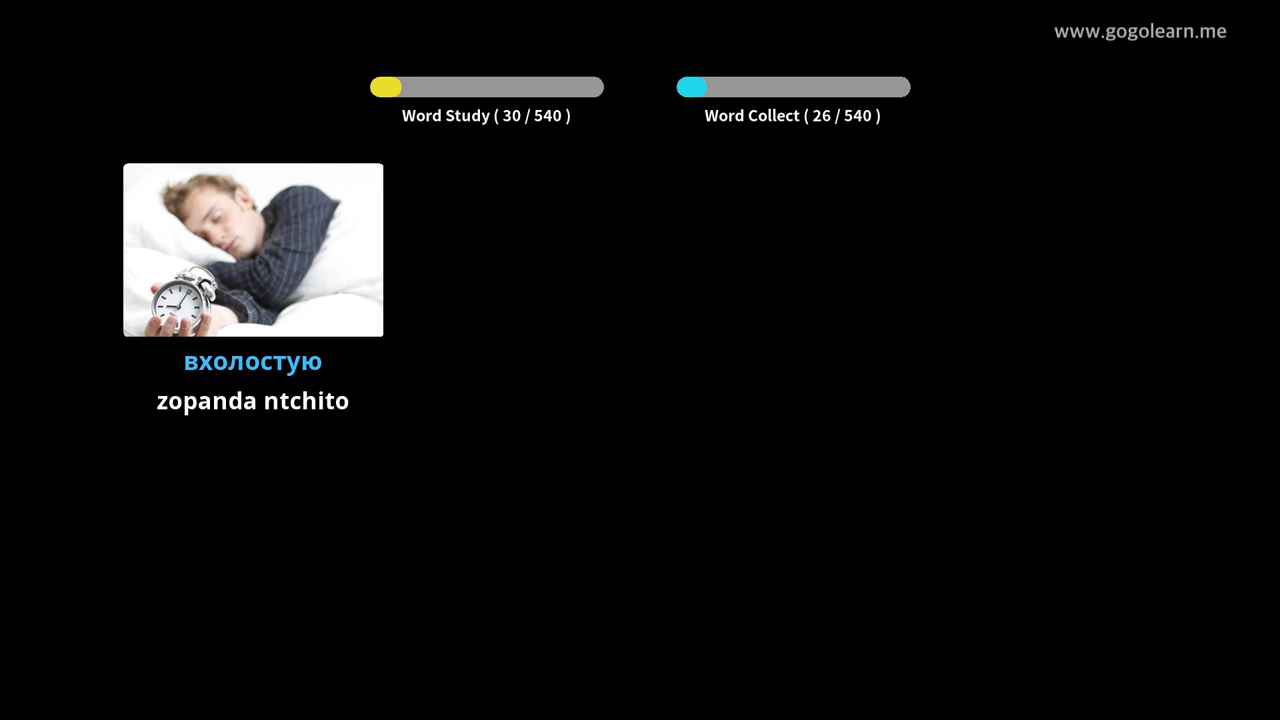 www.gogolearn.me
Word Study ( 30 / 540 )
Word Collect ( 26 / 540 )
вхолостую
zopanda ntchito